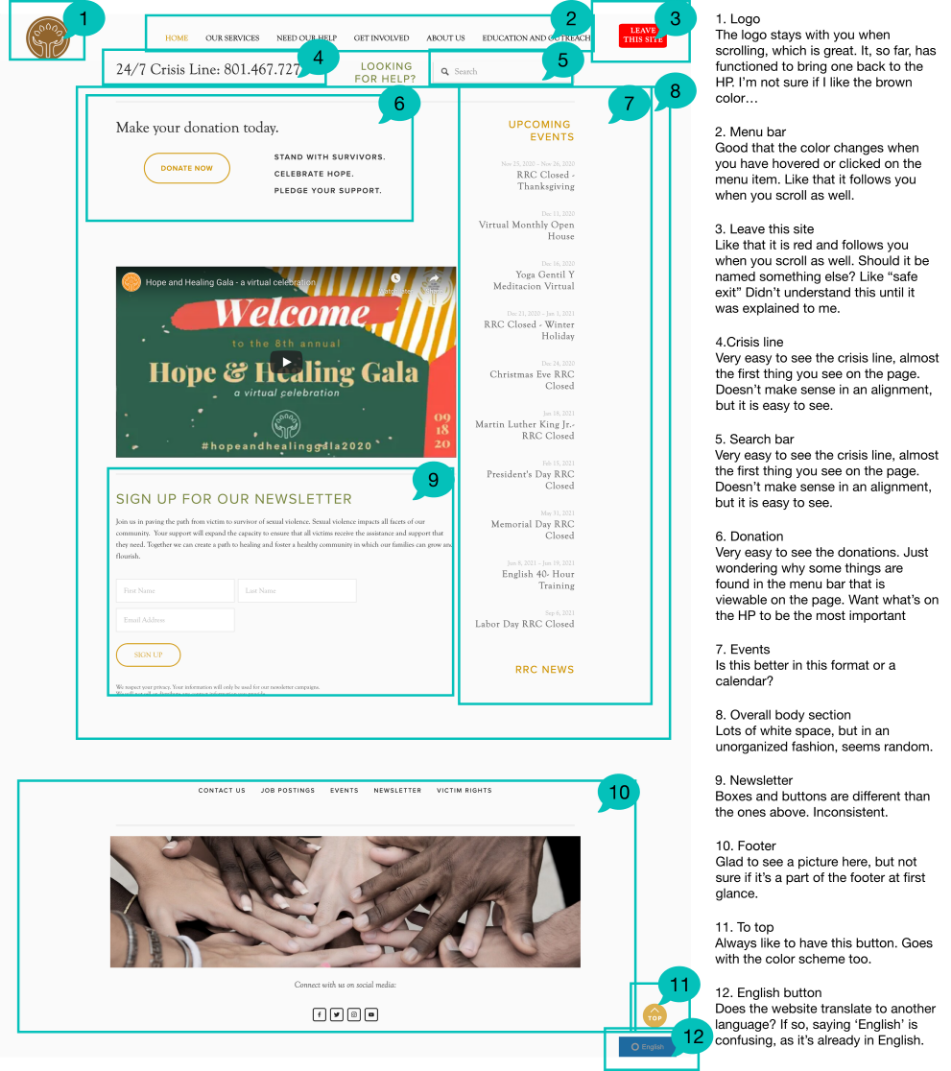 1
2
3
HOME OUR SERVICES NEED OUR HELP GET INVOLVED ABOUT US EDUCATION AND OUTREACH
LEAVE
THIS SITE
4
5
24/7 Crisis Line: 801.467.727
LOOKING
FOR HELP?
Search
6
7
8
Make your donation today.
DONATE NOW
STAND WITH SURVIVORS.
CELEBRATE HOPE.
PLEDGE YOUR SUPPORT.
UPCOMING
EVENTS
Nov 25, 2020 – Nov 26, 2020
RRC Closed -
Thanksgiving
2020
Virtual Monthly Open
House
Dec 16, 2020
Yoga Gentil Y
Meditacion Virtual
Dec 21, 2020 – Jan 1, 2021
RRC Closed - Winter
Holiday
Dec 24, 2020
Christmas Eve RRC
Closed
Jan 18, 2021
Martin Luther King Jr.-
RRC Closed
Feb 15, 2021
President's Day RRC
Closed
May 31, 2021
Memorial Day RRC
Closed
Jun 8, 2021 – Jun 19, 2021
English 40- Hour
Training
Sep 6, 2021
Labor Day RRC Closed
RRC NEWS
Hope and Healing Gala - a virtual celebration
Welcome
to the 8th annual
Hope & Healing Gala
a virtual celebration
09
18
20
#hopeandhealinggala2020
9
SIGN UP FOR OUR NEWSLETTER
Join us in paving the path from victim to survivor of sexual violence. Sexual violence impacts all facets of our
community. Your support will expand the capacity to ensure that all victims receive the assistance and support that
they need. Together we can create a path to healing and foster a healthy community in which our families can grow and
flourish.
First Name Last Name
Email Address
SIGN UP
We respect your privacy. Your information will only be used for our newsletter campaigns.
10
CONTACT US JOB POSTINGS EVENTS NEWSLETTER VICTIM RIGHTS
Connect with us on social media:
11
TOP
12
English
1. Logo
The logo stays with you when
scrolling, which is great. It, so far, has
functioned to bring one back to the
HP. I'm not sure if I like the brown
color…
2. Menu bar
Good that the color changes when
you have hovered or clicked on the
menu item. Like that it follows you
when you scroll as well.
3. Leave this site
Like that it is red and follows you
when you scroll as well. Should it be
named something else? Like “safe
exit” Didn't understand this until it
was explained to me.
4.Crisis line
Very easy to see the crisis line, almost
the first thing you see on the page.
Doesn't make sense in an alignment,
but it is easy to see.
5. Search bar
Very easy to see the crisis line, almost
the first thing you see on the page.
Doesn't make sense in an alignment,
but it is easy to see.
6. Donation
Very easy to see the donations. Just
wondering why some things are
found in the menu bar that is
viewable on the page. Want what's on
the HP to be the most important
7. Events
Is this better in this format or a
calendar?
8. Overall body section
Lots of white space, but in an
unorganized fashion, seems random.
9. Newsletter
Boxes and buttons are different than
the ones above. Inconsistent.
10. Footer
Glad to see a picture here, but not
sure if it's a part of the footer at first
glance.
11. To top
Always like to have this button. Goes
with the color scheme too.
12. English button
Does the website translate to another
language? If so, saying ‘English’ is
confusing, as it's already in English.